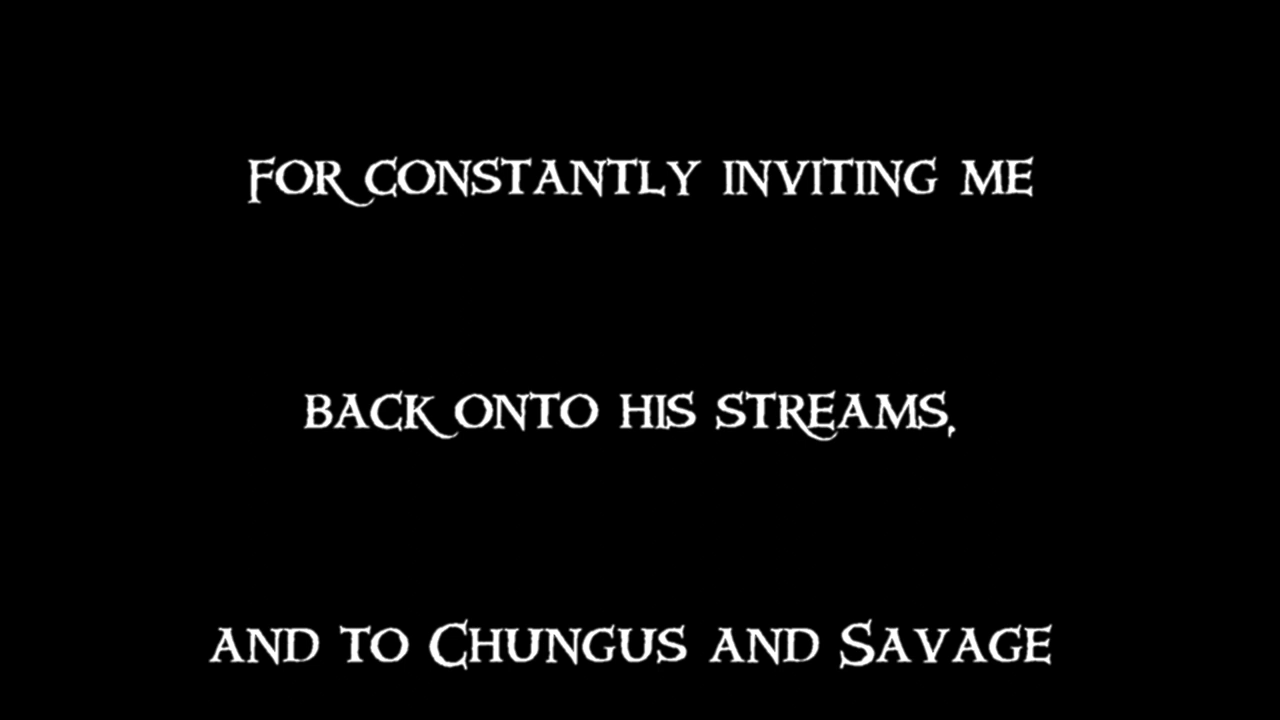 for constantly inviting me
back onto his streams,
and to Chungus and Savage